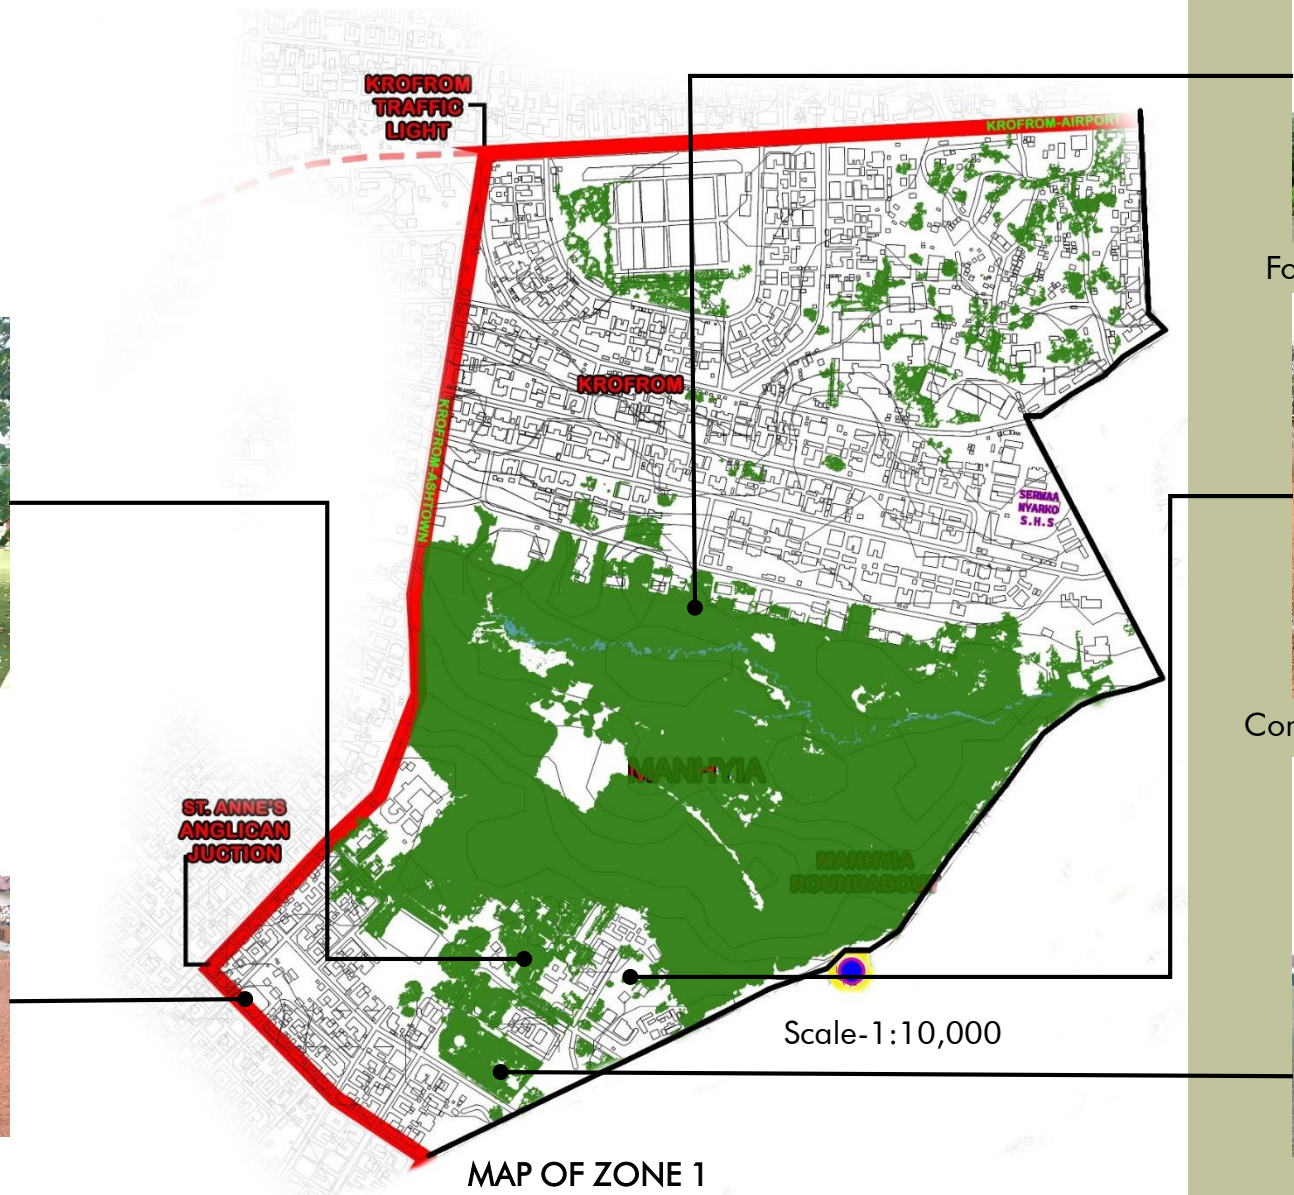 KROFROM
TRAFFIC
LIGHT
KROFROM-AIRPORT
KROFROM
KROFROM-ASHTOWN
SERWAA
NYARKO
S.H.S
MANHYIA
ST. ANNE'S
ANGLICAN
JUCTION
MANHYIA
ROUNDABOUT
Scale-1:10,000
MAP OF ZONE 1